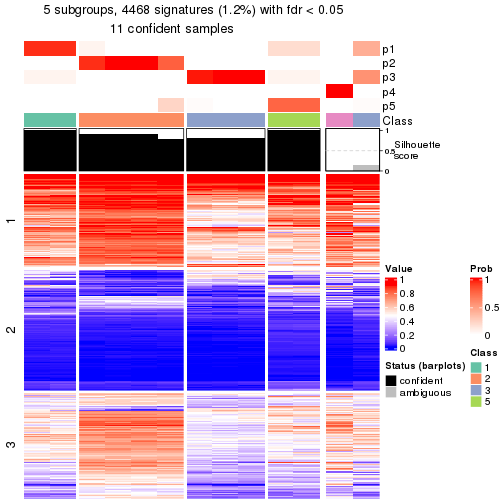 5 subgroups, 4468 signatures (1.2%) with fdr < 0.05
11 confident samples
p1
p2
p3
p4
p5
Class
1
0.5
0
Silhouette
score
1
2
3
Value
1
0.8
0.6
0.4
0.2
0
Status (barplots)
confident
ambiguous
Prob
1
0.5
0
Class
1
2
3
5